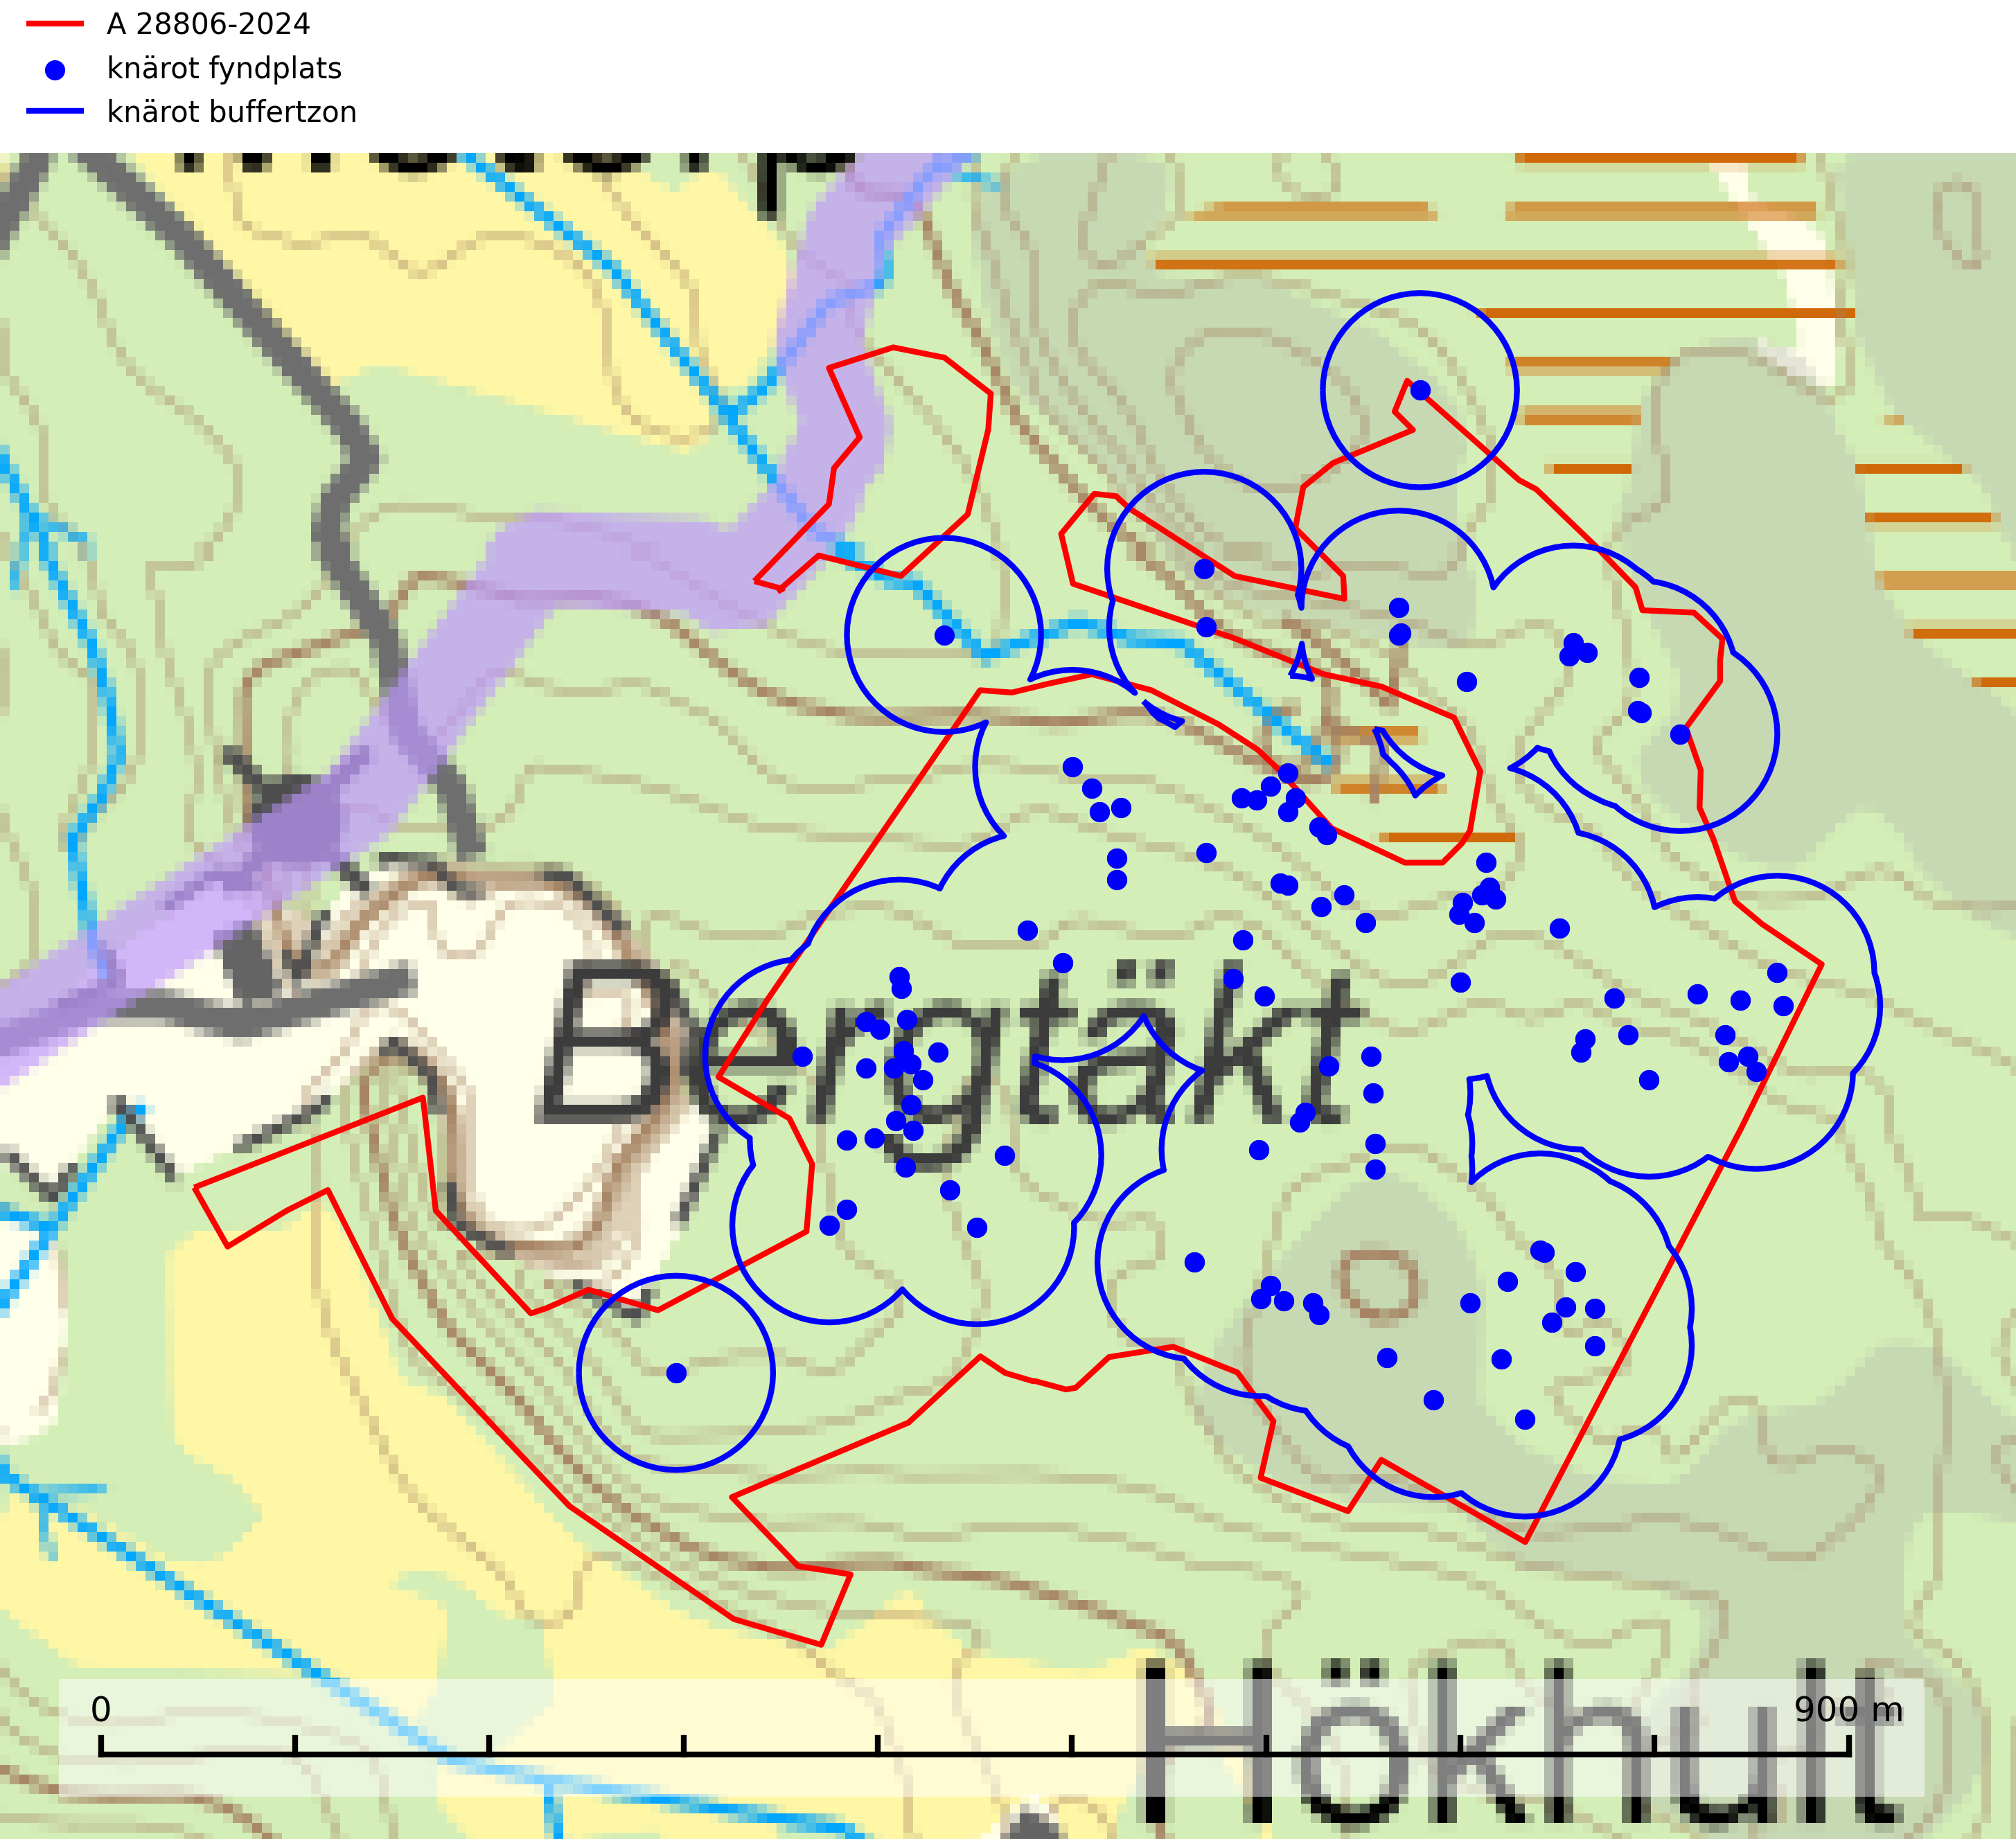 A 28806-2024
knärot fyndplats
knärot buffertzon
Bergtäkt
0 900 m
Hökhult